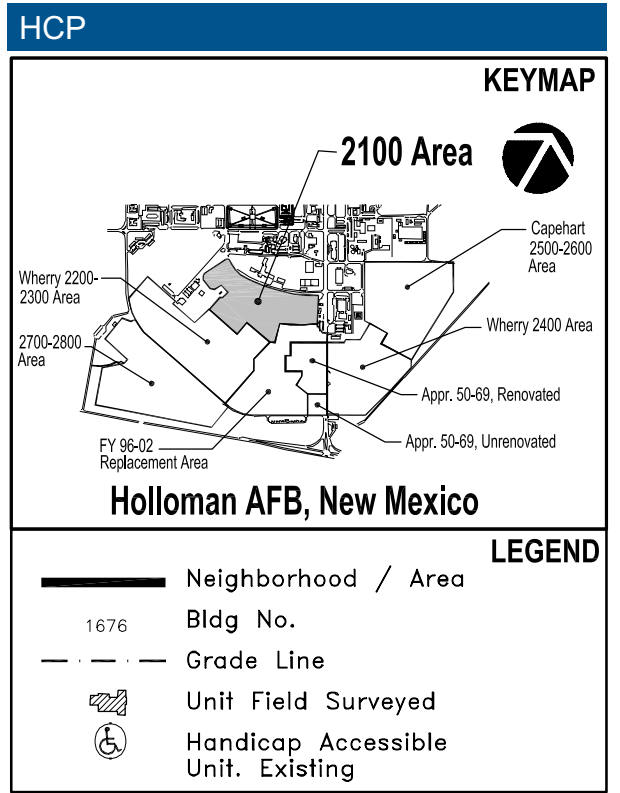 HCP
KEYMAP
2100 Area
Capehart
2500-2600
Area
Wherry 2200-
2300 Area
Wherry 2400 Area
2700-2800
Area
Appr. 50-69, Renovated
Appr. 50-69, Unrenovated
FY 96-02
Replacement Area
Holloman AFB, New Mexico
LEGEND
Neighborhood / Area
1676
Bldg No.
Grade Line
Unit Field Surveyed
Handicap Accessible
Unit. Existing